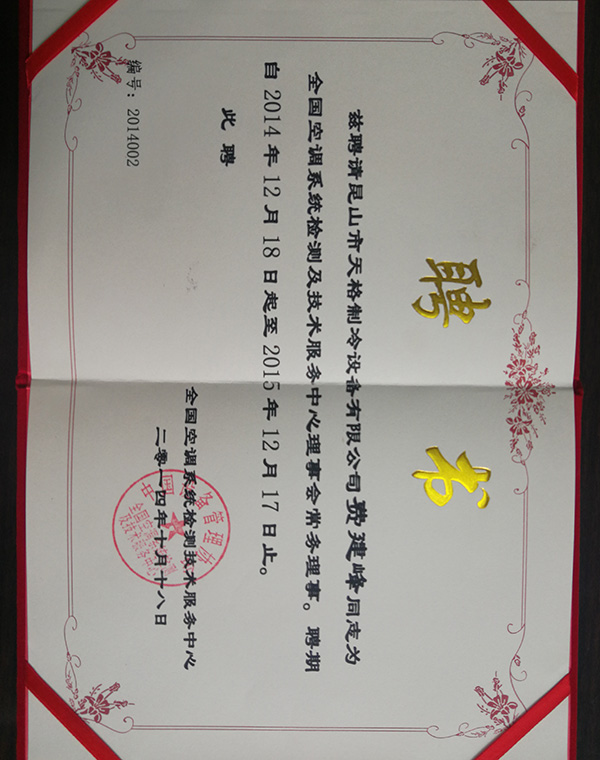 聘书
兹聘请昆山市天格制冷设备有限公司费建峰同志为
全国空调系统检测及技术服务中心理事会常务理事。聘期
自2014年12月18日起至2015年12月17日止。
此聘
全国空调系统检测技术服务中心
二零一四年十月十八日
编号：2014002